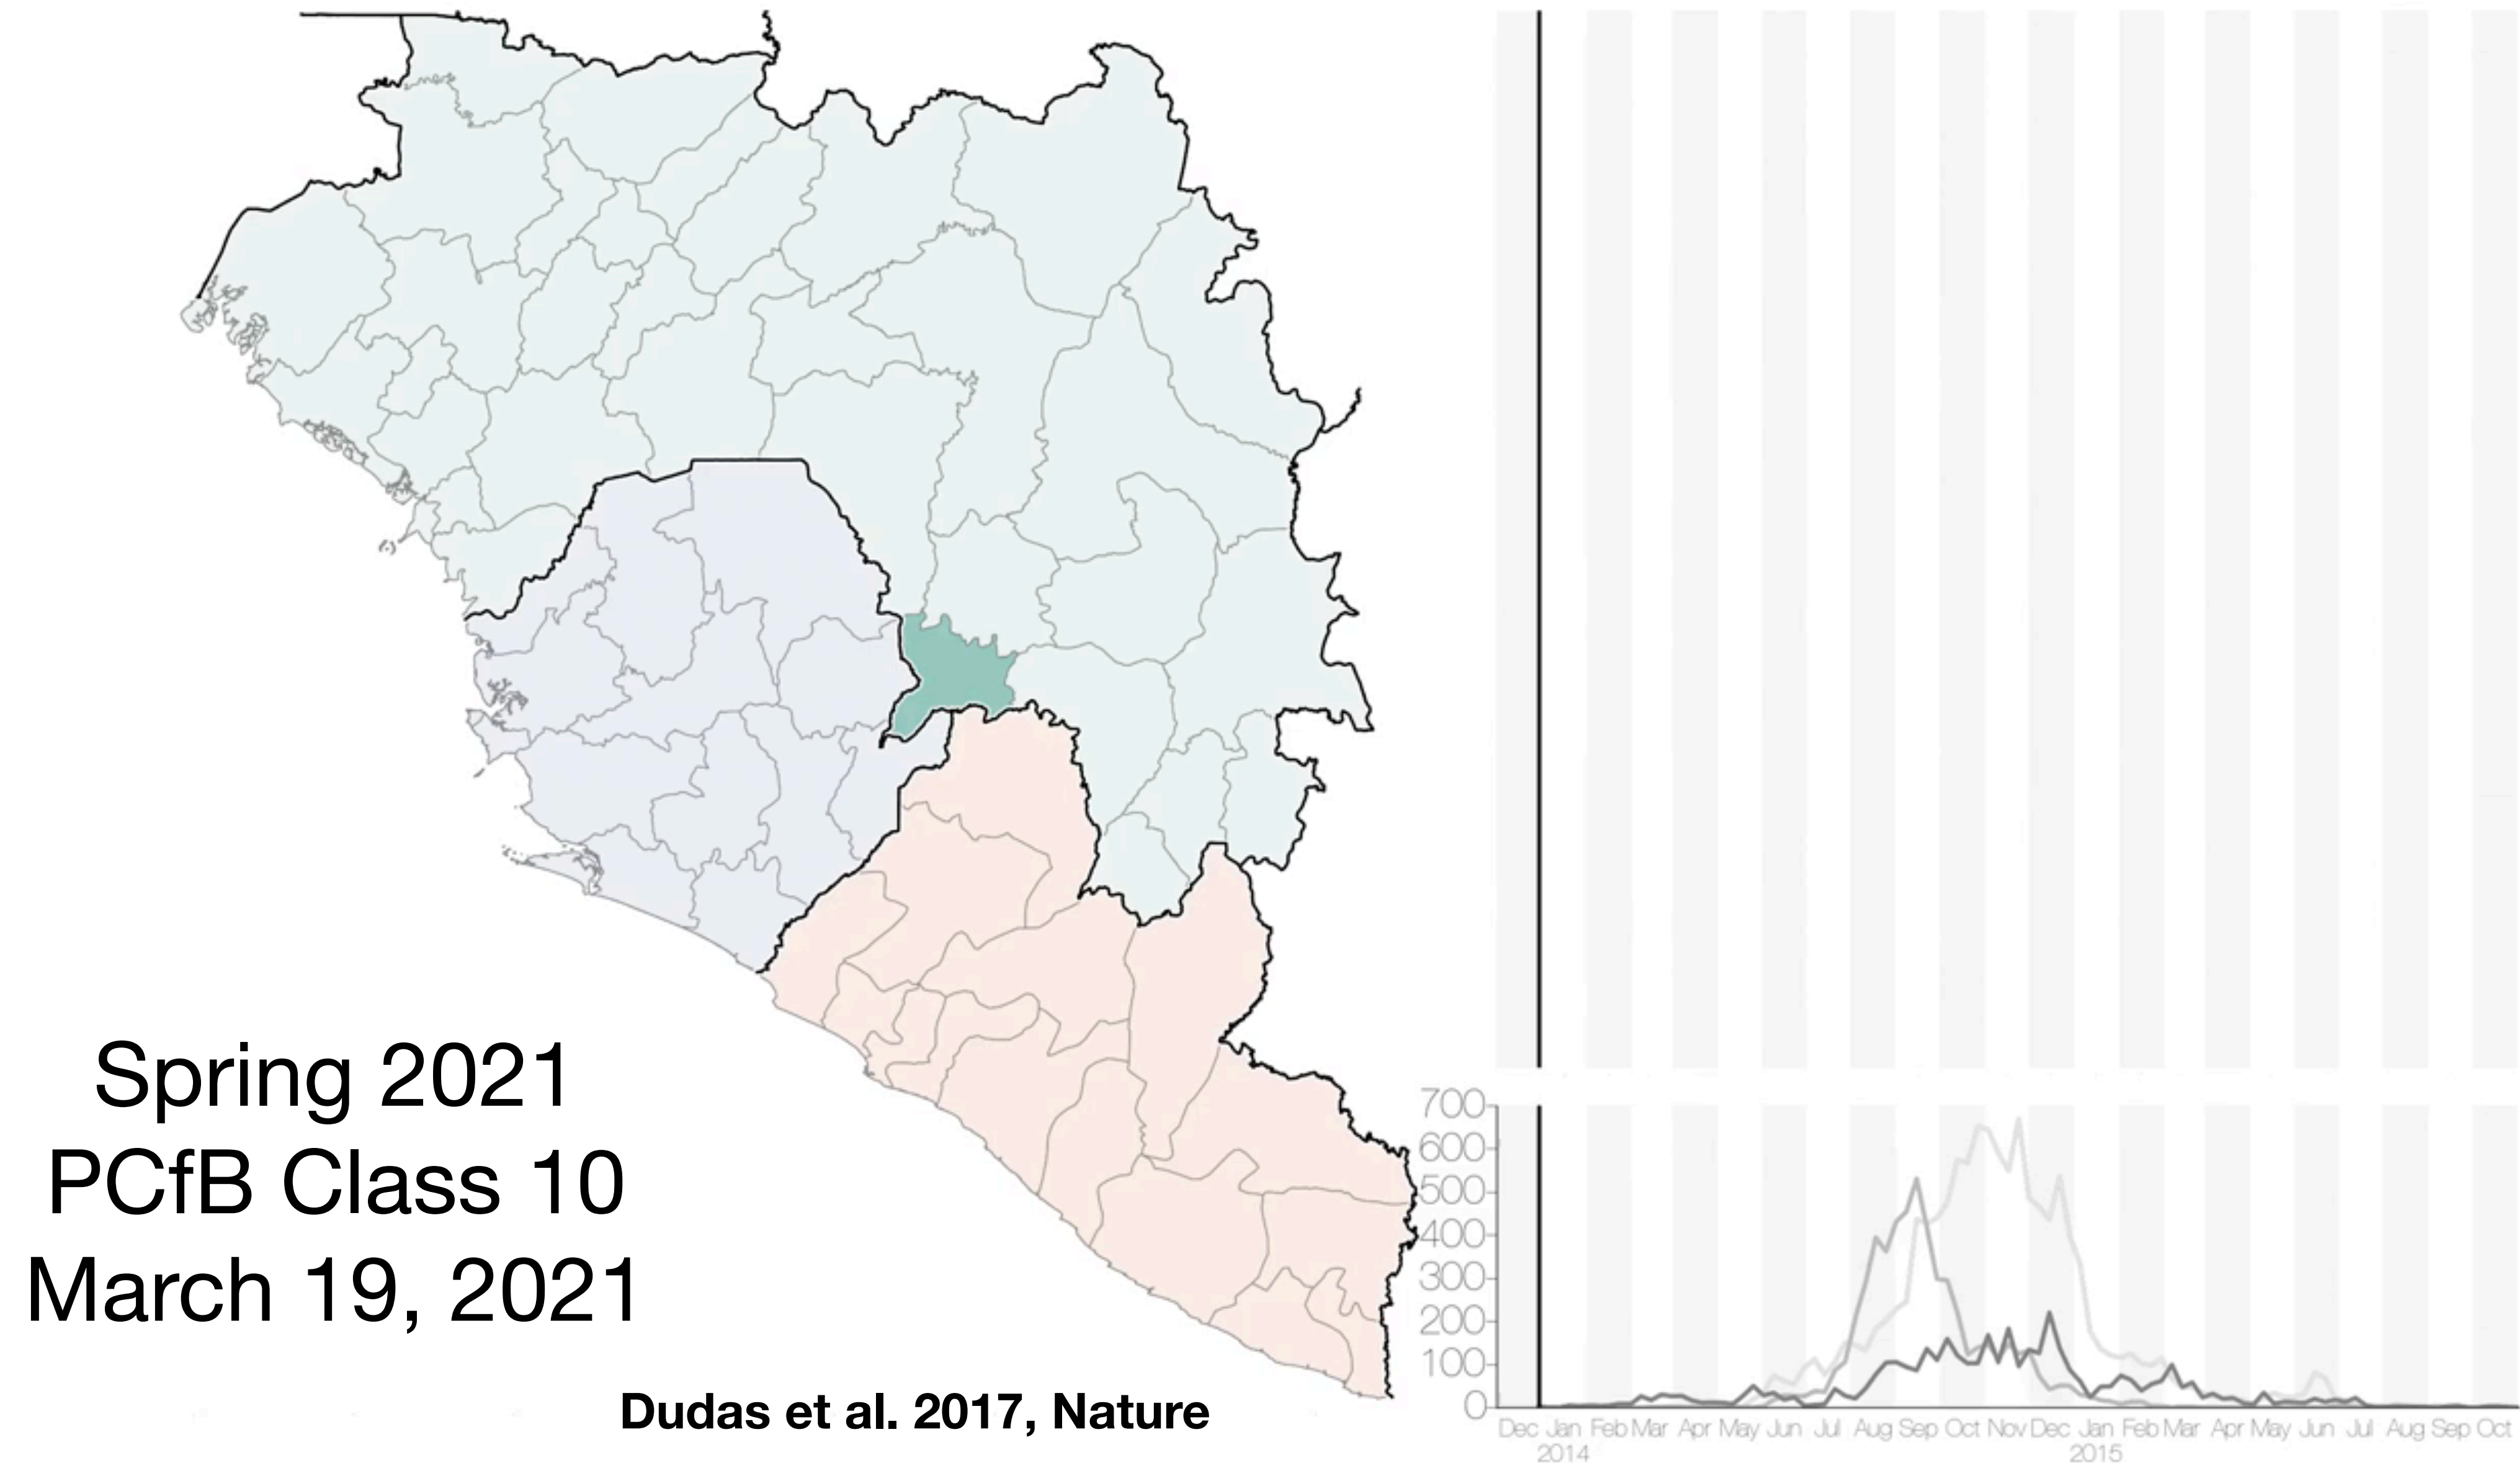 Spring 2021
PCfB Class 10
March 19, 2021
Dudas et al. 2017, Nature
700
600
500
400
300
200
100
0
Dec Jan Feb Mar Apr May Jun Jul Aug Sep Oct Nov Dec Jan Feb Mar Apr May Jun Jul Aug Sep Oct
2014 2015